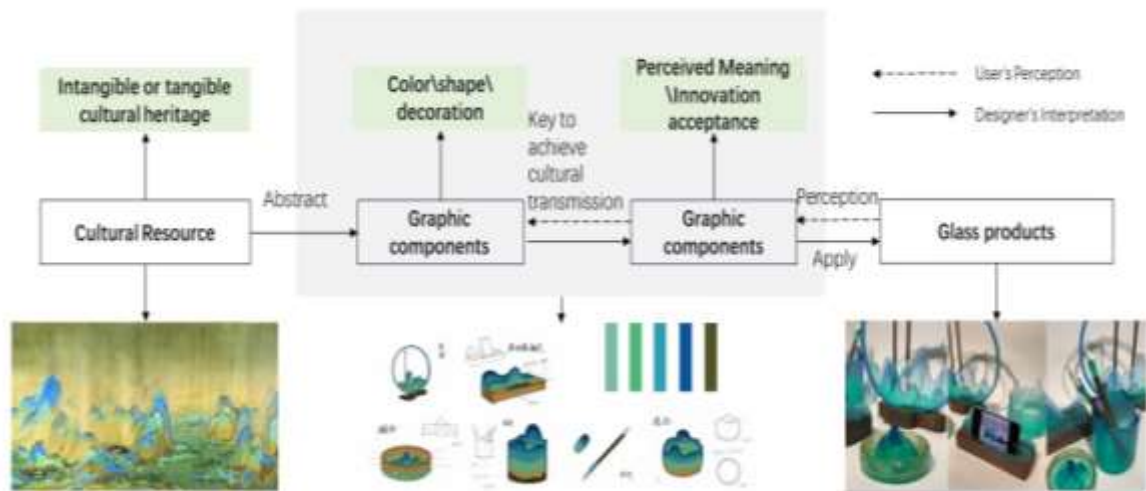 Intangible or tangible
cultural heritage
Color\shape\
decoration
Perceived Meaning
\Innovation
acceptance
User's Perception
Designer's Interpretation
Key to
achieve
cultural
transmission
Abstract
Perception
Cultural Resource
Graphic
components
Graphic
components
Glass products
Apply